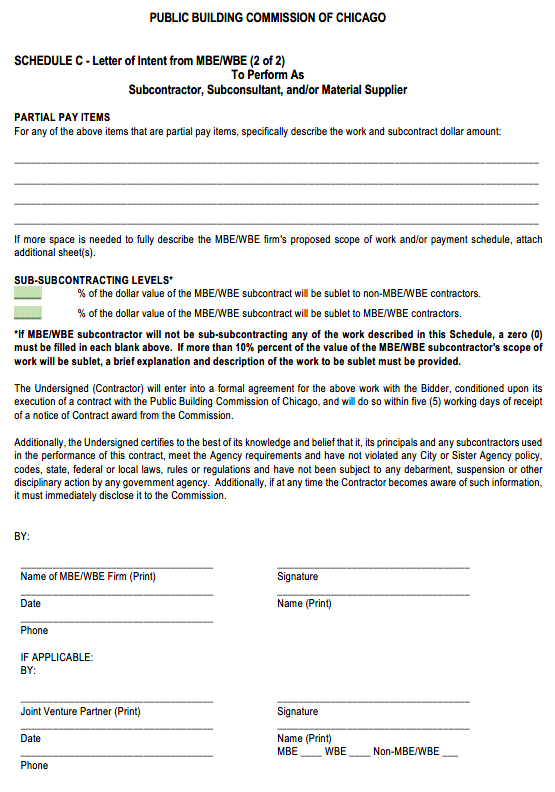 PUBLIC BUILDING COMMISSION OF CHICAGO
SCHEDULE C - Letter of Intent from MBE/WBE (2 of 2)
To Perform As
Subcontractor, Subconsultant, and/or Material Supplier
PARTIAL PAY ITEMS
For any of the above items that are partial pay items, specifically describe the work and subcontract dollar amount:
If more space is needed to fully describe the MBE/WBE firm's proposed scope of work and/or payment schedule, attach
additional sheet(s).
SUB-SUBCONTRACTING LEVELS*
% of the dollar value of the MBE/WBE subcontract will be sublet to non-MBE/WBE contractors.
% of the dollar value of the MBE/WBE subcontract will be sublet to MBE/WBE contractors.
*If MBE/WBE subcontractor will not be sub-subcontracting any of the work described in this Schedule, a zero (0)
must be filled in each blank above. If more than 10% percent of the value of the MBE/WBE subcontractor's scope of
work will be sublet, a brief explanation and description of the work to be sublet must be provided.
The Undersigned (Contractor) will enter into a formal agreement for the above work with the Bidder, conditioned upon its
execution of a contract with the Public Building Commission of Chicago, and will do so within five (5) working days of receipt
of a notice of Contract award from the Commission.
Additionally, the Undersigned certifies to the best of its knowledge and belief that it, its principals and any subcontractors used
in the performance of this contract, meet the Agency requirements and have not violated any City or Sister Agency policy,
codes, state, federal or local laws, rules or regulations and have not been subject to any debarment, suspension or other
disciplinary action by any government agency. Additionally, if at any time the Contractor becomes aware of such information,
it must immediately disclose it to the Commission.
BY:
Name of MBE/WBE Firm (Print) Signature
Date Name (Print)
Phone
IF APPLICABLE:
BY:
Joint Venture Partner (Print) Signature
Date Name (Print)
MBE ____ WBE ____ Non-MBE/WBE ___
Phone